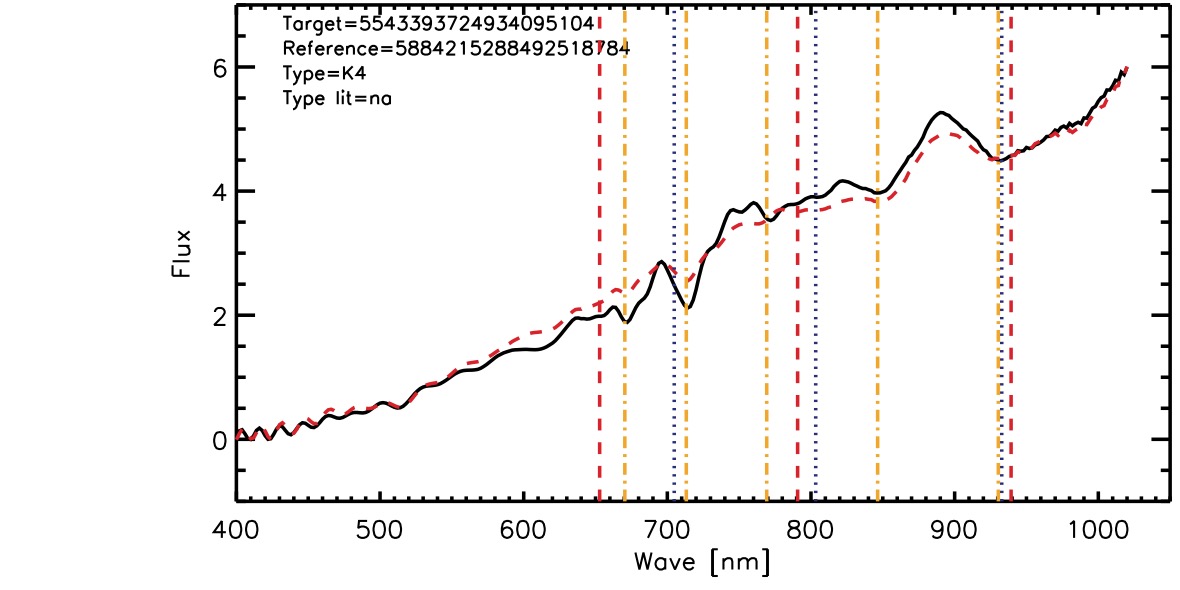 Target=5543393724934095104
Reference=5884215288492518784
Type=K4
Type lit=na
6
4
2
0
Flux
400 500 600 700 800 900 1000
Wave [nm]